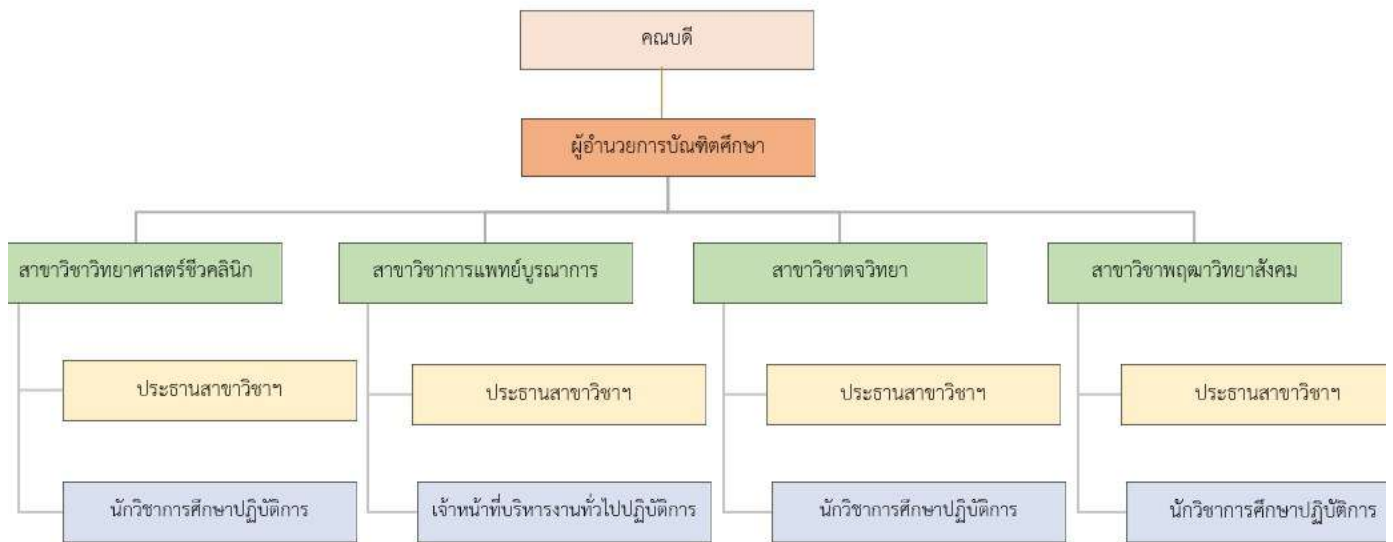 คณบดี
ผู้อำนวยการบัณฑิตศึกษา
สาขาวิชาวิทยาศาสตร์ชีวคลินิก
สาขาวิชาการแพทย์บูรณาการ
สาขาวิชาตจวิทยา
สาขาวิชาพฤฒาวิทยาสังคม
ประธานสาขาวิชาฯ
ประธานสาขาวิชาฯ
ประธานสาขาวิชาฯ
ประธานสาขาวิชาฯ
นักวิชาการศึกษาปฏิบัติการ
เจ้าหน้าที่บริหารงานทั่วไปปฏิบัติการ
นักวิชาการศึกษาปฏิบัติการ
นักวิชาการศึกษาปฏิบัติการ